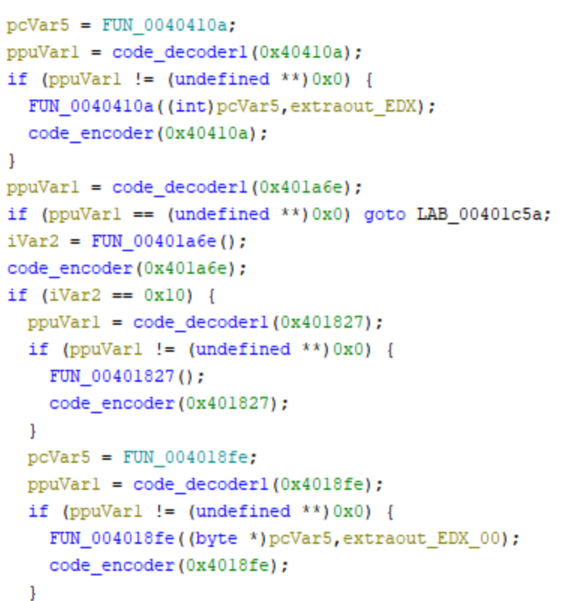 pcVar5 = FUN_0040410a;
ppuVar1 = code_decoder1(0x40410a);
if (ppuVar1 != (undefined **)0x0) {
FUN_0040410a((int)pcVar5,extraout_EDX);
code_encoder(0x40410a);
}
ppuVar1 = code_decoder1(0x401a6e);
if (ppuVar1 == (undefined **)0x0) goto LAB_00401c5a;
iVar2 = FUN_00401a6e();
code_encoder(0x401a6e);
if (iVar2 == 0x10) {
ppuVar1 = code_decoder1(0x401827);
if (ppuVar1 != (undefined **)0x0) {
FUN_00401827();
code_encoder(0x401827);
}
pcVar5 = FUN_004018fe;
ppuVar1 = code_decoder1(0x4018fe);
if (ppuVar1 != (undefined **)0x0) {
FUN_004018fe((byte *)pcVar5,extraout_EDX_00);
code_encoder(0x4018fe);
}